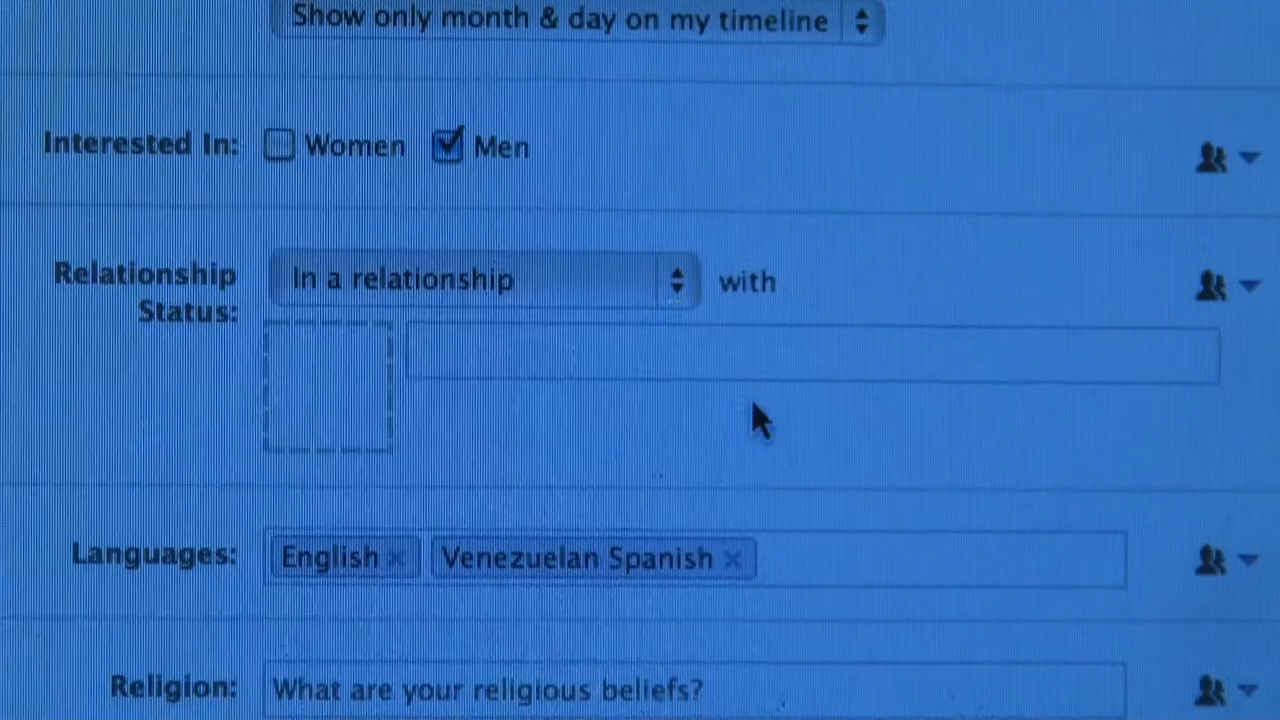 Show only month & day on my timeline
Interested In: Women Men
Relationship Status: In a relationship with
Languages: English × Venezuelan Spanish ×
Religion: What are your religious beliefs?